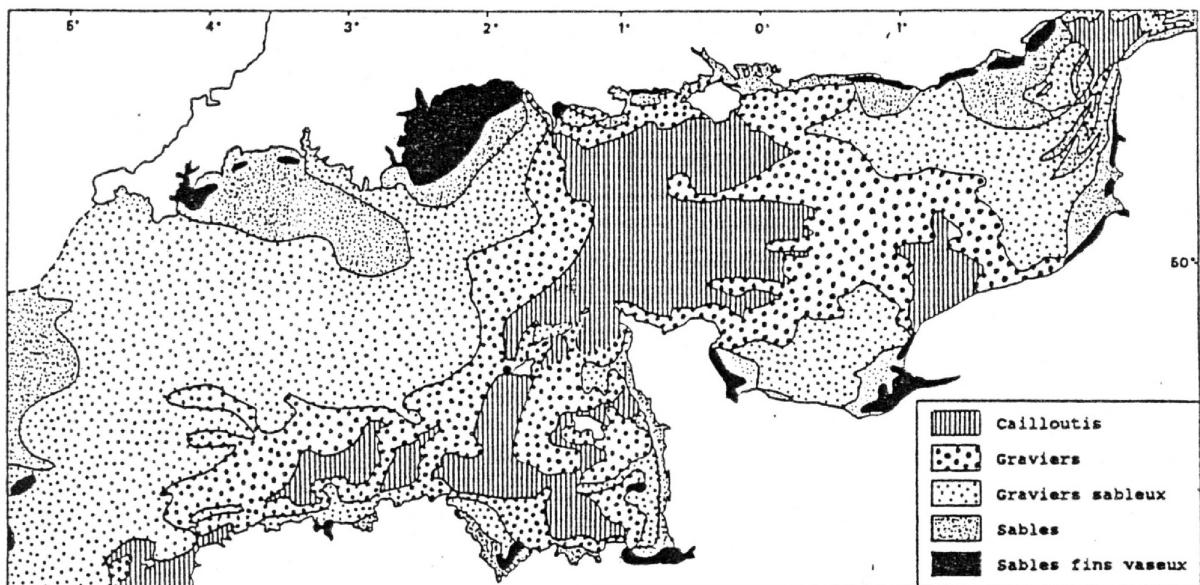 5° 4° 3° 2° 1° 0° 1°
50°
Cailloutis
Graviers
Graviers sableux
Sables
Sables fins vaseux